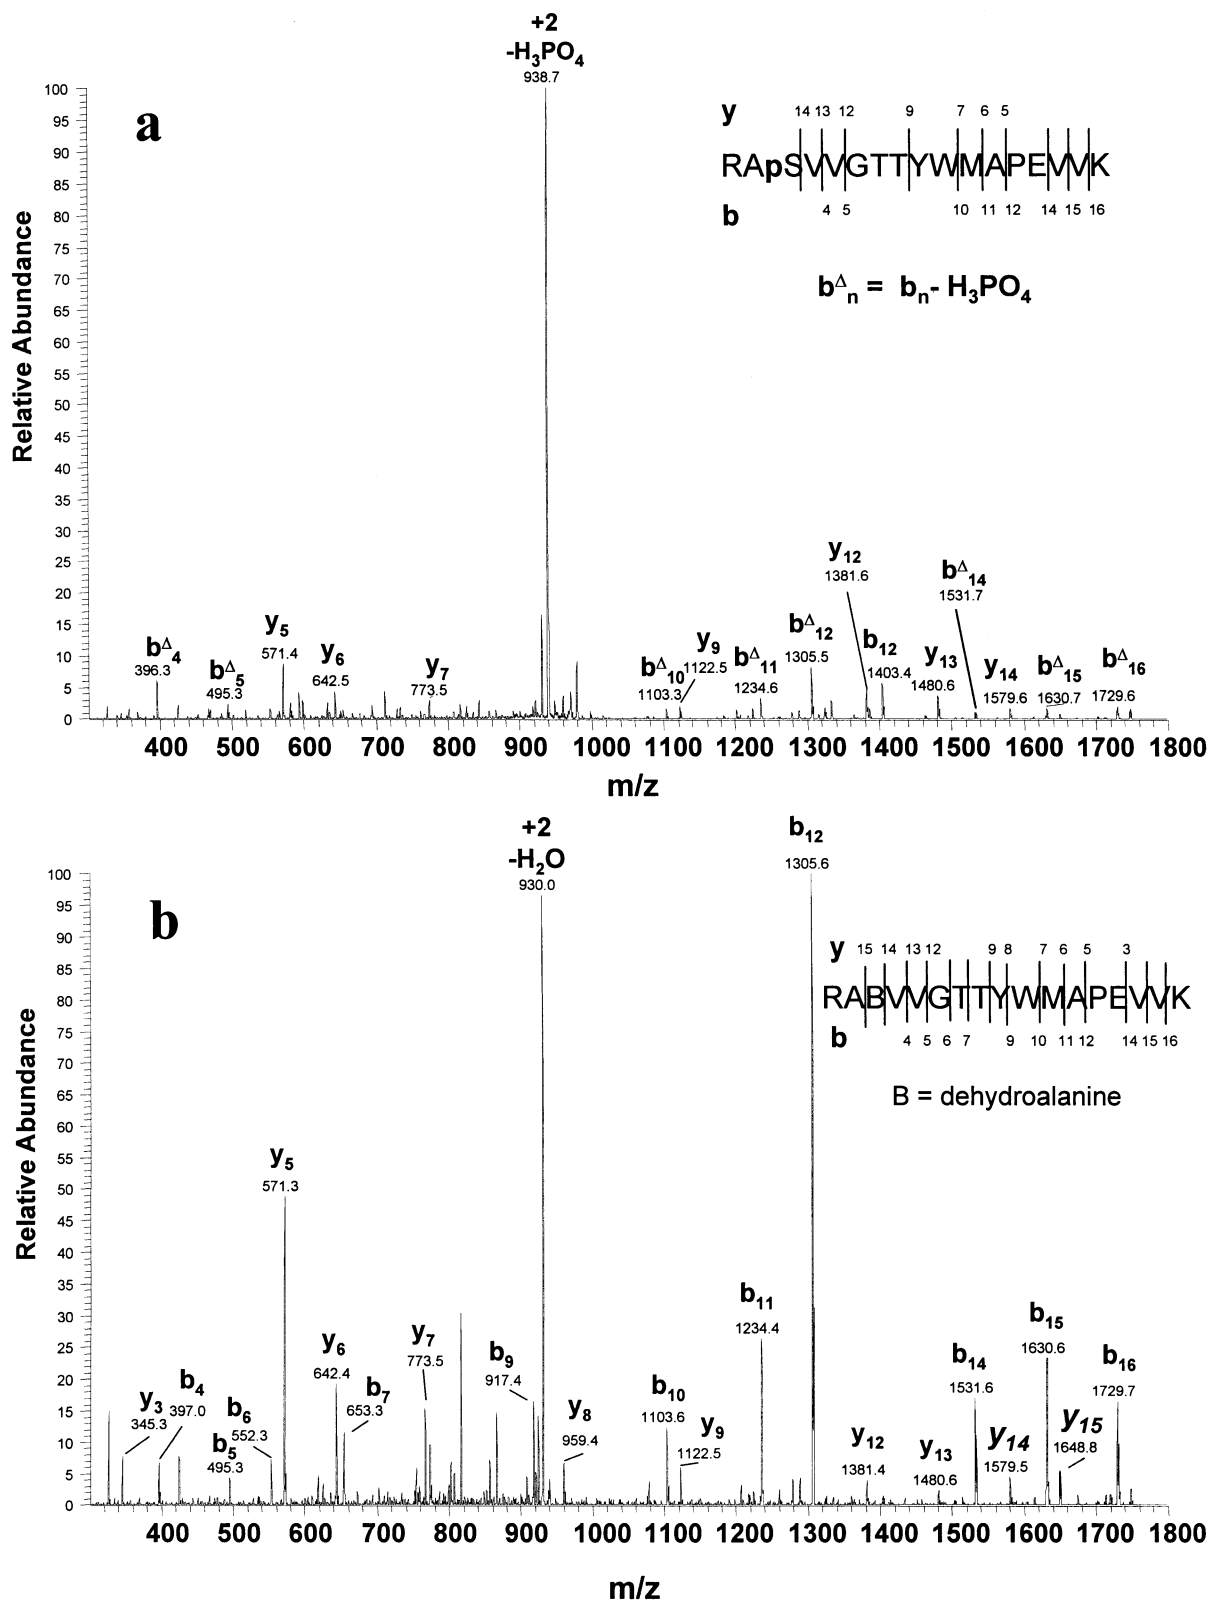 +2
-H₃PO₄
938.7
a
Relative Abundance
100
95
90
85
80
75
70
65
60
55
50
45
40
35
30
25
20
15
10
5
0
y 14 13 12 9 7 6 5
RApSVVGTTYWMAPEVVK
b 4 5 10 11 12 14 15 16
bΔn = bn- H₃PO₄
bΔ4
396.3
bΔ5
495.3
y5
571.4
y6
642.5
y7
773.5
bΔ10
1103.3
y9
1122.5
bΔ11
1234.6
bΔ12
1305.5
y12
1381.6
b12
1403.4
y13
1480.6
bΔ14
1531.7
y14
1579.6
bΔ15
1630.7
bΔ16
1729.6
400 500 600 700 800 900 1000 1100 1200 1300 1400 1500 1600 1700 1800
m/z
+2
-H₂O
930.0
b12
1305.6
b
Relative Abundance
100
95
90
85
80
75
70
65
60
55
50
45
40
35
30
25
20
15
10
5
0
y 15 14 13 12 9 8 7 6 5 3
RABVVGTTYWMAPEVVK
b 4 5 6 7 9 10 11 12 14 15 16
B = dehydroalanine
y3
345.3
b4
397.0
b5
495.3
b6
552.3
y5
571.3
y6
642.4
b7
653.3
y7
773.5
b9
917.4
y8
959.4
b10
1103.6
y9
1122.5
b11
1234.4
y12
1381.4
y13
1480.6
b14
1531.6
y14
1579.5
b15
1630.6
y15
1648.8
b16
1729.7
400 500 600 700 800 900 1000 1100 1200 1300 1400 1500 1600 1700 1800
m/z